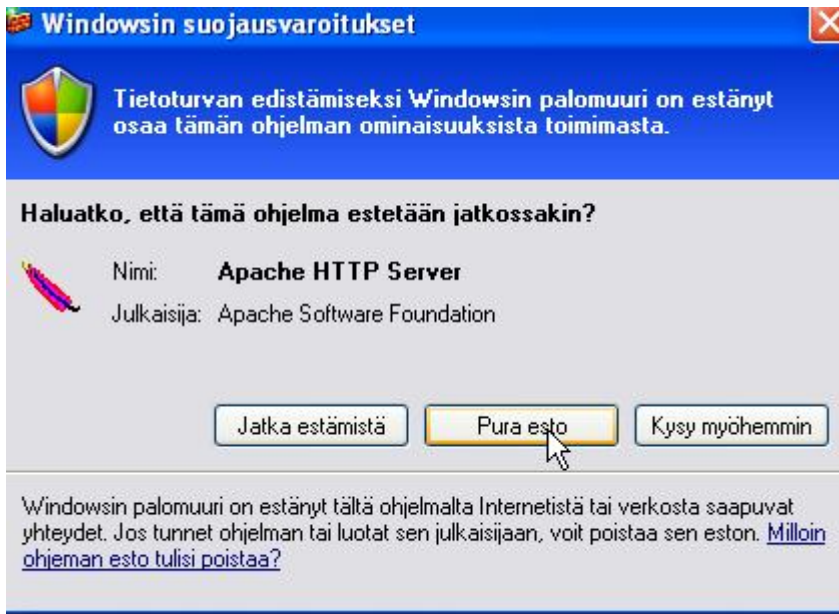 Windowsin suojausvaroitukset
Tietoturvan edistämiseksi Windowsin palomuuri on estänyt
osaa tämän ohjelman ominaisuuksista toimimasta.
Haluatko, että tämä ohjelma estetään jatkossakin?
Nimi: Apache HTTP Server
Julkaisija: Apache Software Foundation
Jatka estämistä Pura esto Kysy myöhemmin
Windowsin palomuuri on estänyt tältä ohjelmalta Internetistä tai verkosta saapuvat
yhteydet. Jos tunnet ohjelman tai luotat sen julkaisijaan, voit poistaa sen eston. Milloin
ohjeman esto tulisi poistaa?